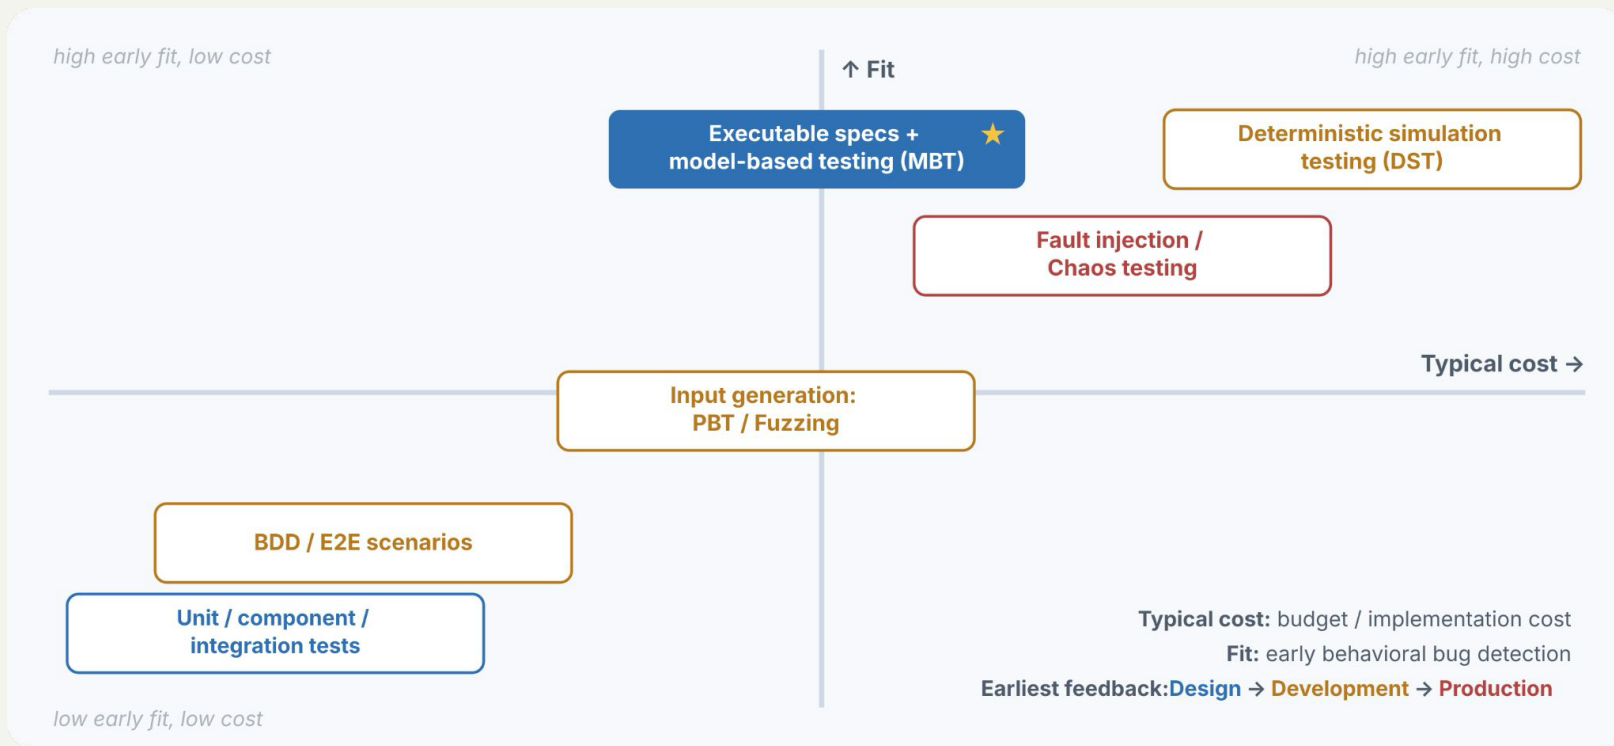 high early fit, low cost
high early fit, high cost
↑ Fit
Executable specs +
model-based testing (MBT)
Deterministic simulation
testing (DST)
Fault injection /
Chaos testing
Typical cost →
Input generation:
PBT / Fuzzing
BDD / E2E scenarios
Unit / component /
integration tests
Typical cost: budget / implementation cost
Fit: early behavioral bug detection
Earliest feedback:Design → Development → Production
low early fit, low cost